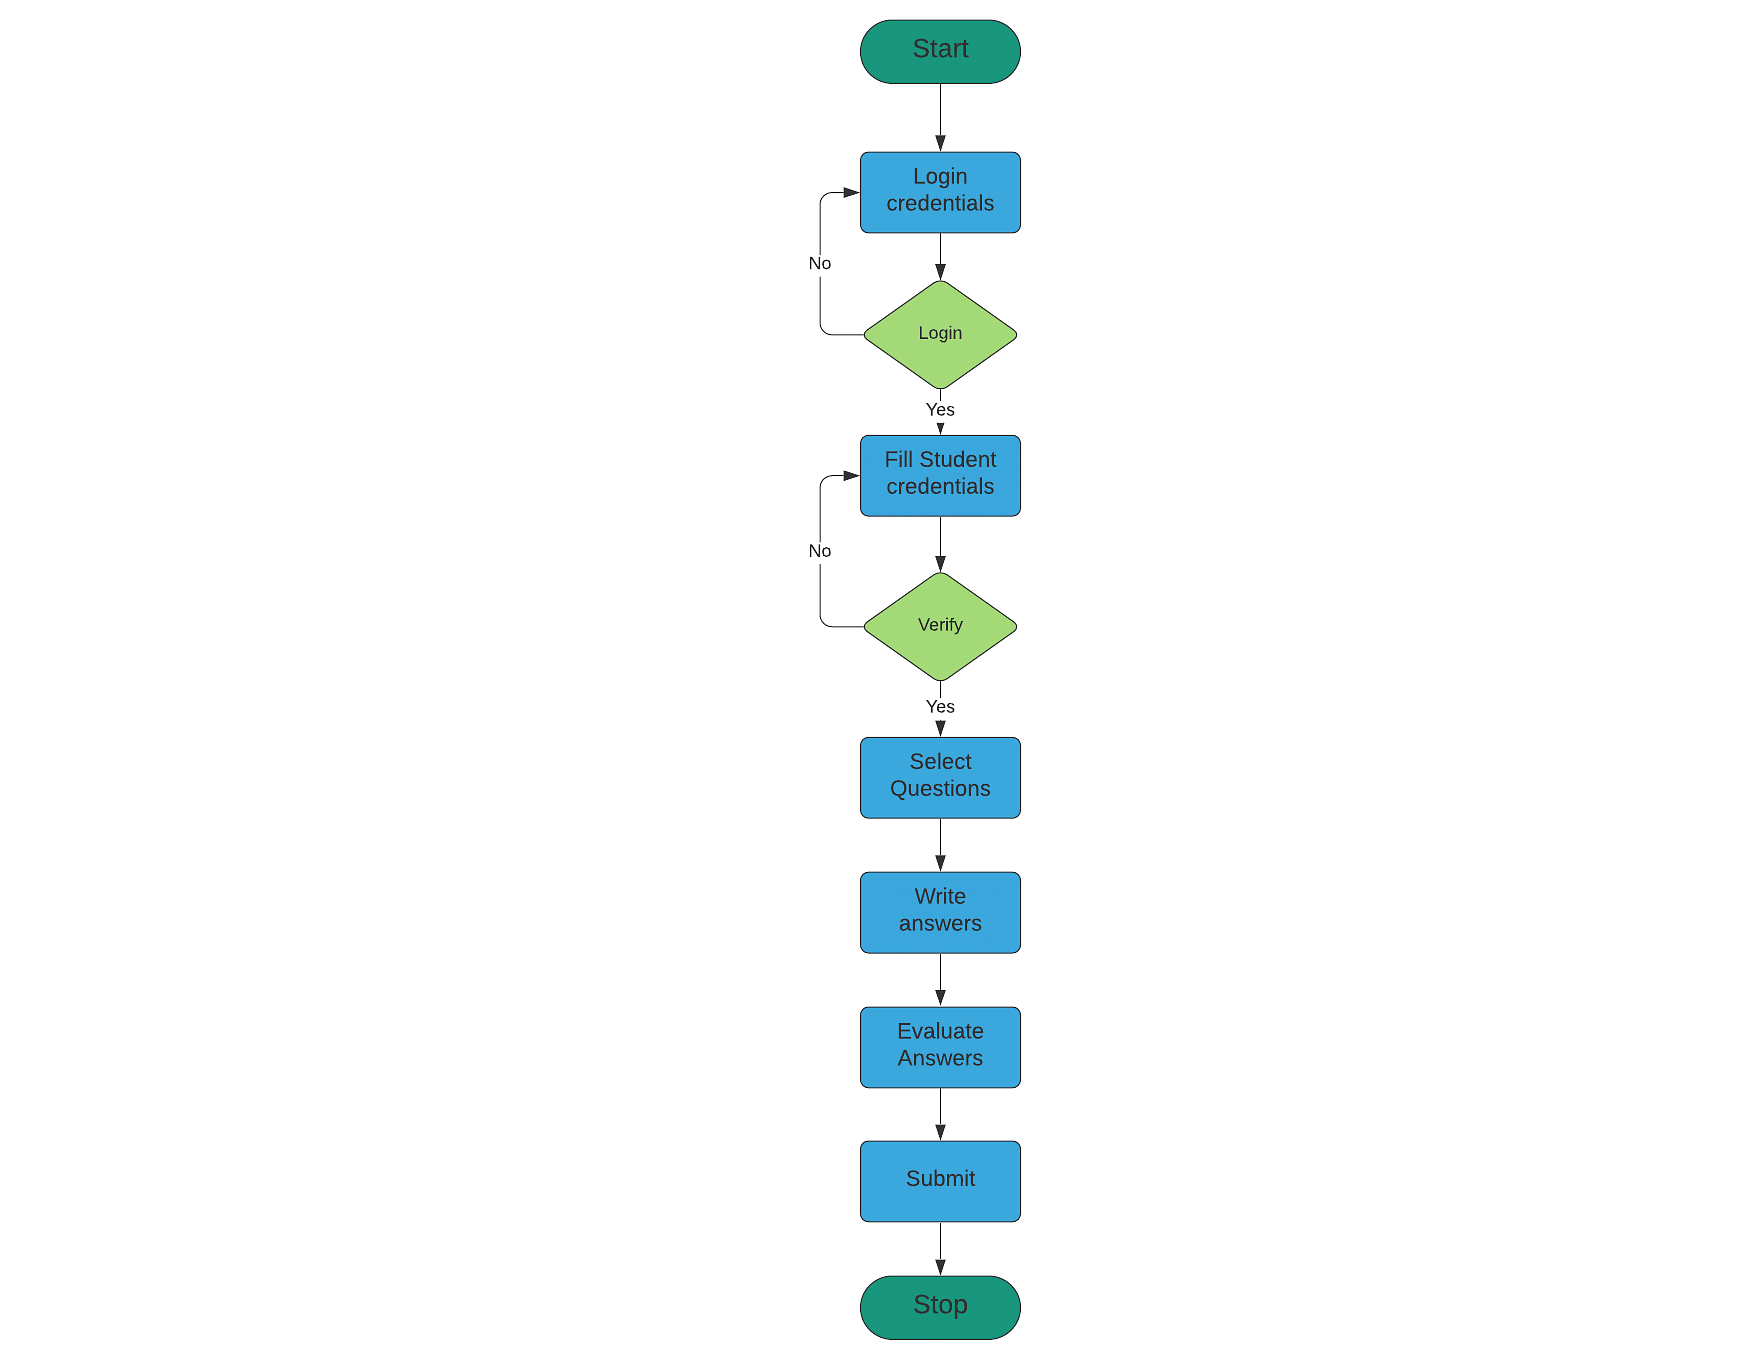 Start
Login
credentials
No
Login
Yes
Fill Student
credentials
No
Verify
Yes
Select
Questions
Write
answers
Evaluate
Answers
Submit
Stop